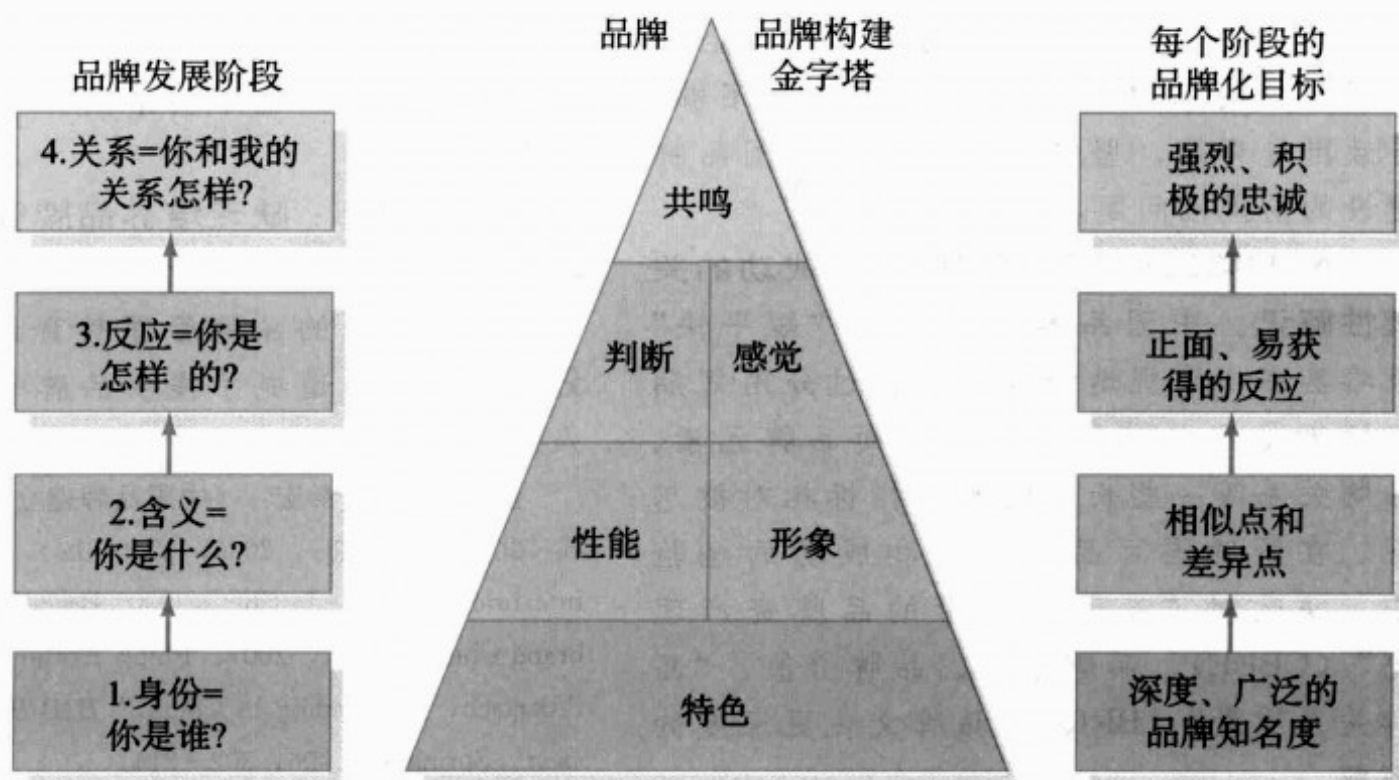 品牌发展阶段
4.关系=你和我的
关系怎样?
3.反应=你是
怎样 的?
2.含义=
你是什么?
1.身份=
你是谁?
品牌
品牌构建
金字塔
共鸣
判断
感觉
性能
形象
特色
每个阶段的
品牌化目标
强烈、积
极的忠诚
正面、易获
得的反应
相似点和
差异点
深度、广泛的
品牌知名度